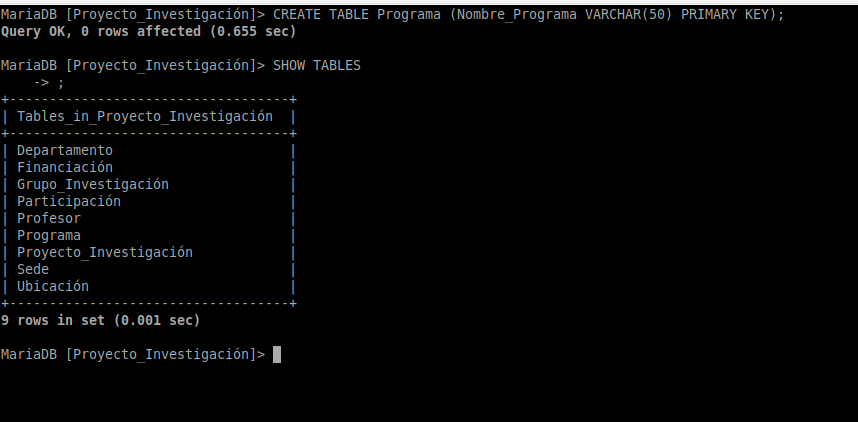 MariaDB [Proyecto_Investigación]> CREATE TABLE Programa (Nombre_Programa VARCHAR(50) PRIMARY KEY);
Query OK, 0 rows affected (0.655 sec)
MariaDB [Proyecto_Investigación]> SHOW TABLES
    -> ;
+-----------------------------------+
| Tables_in_Proyecto_Investigación  |
+-----------------------------------+
| Departamento                      |
| Financiación                      |
| Grupo_Investigación               |
| Participación                     |
| Profesor                          |
| Programa                          |
| Proyecto_Investigación            |
| Sede                              |
| Ubicación                         |
+-----------------------------------+
9 rows in set (0.001 sec)
MariaDB [Proyecto_Investigación]>